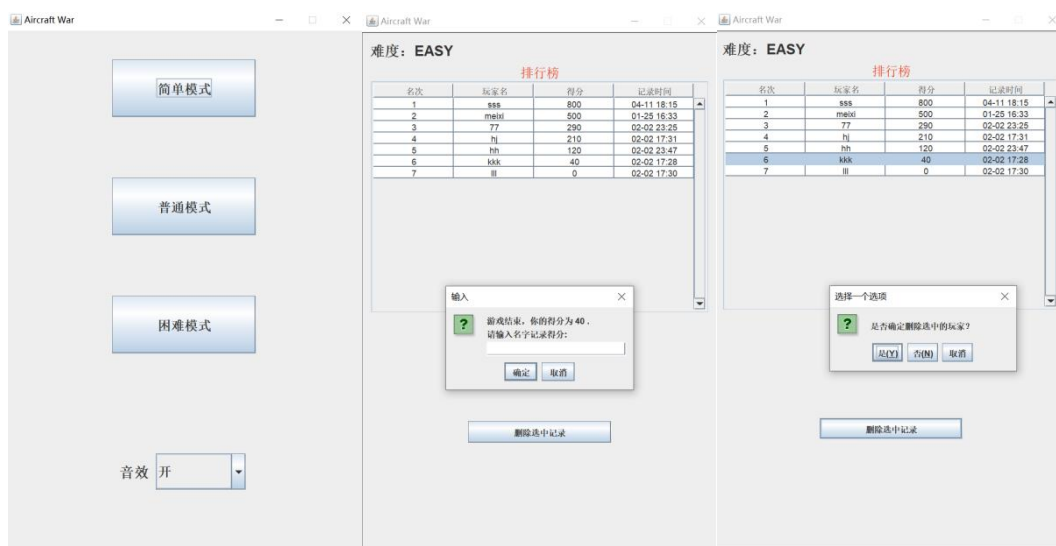 Aircraft War
简单模式
普通模式
困难模式
音效 开
Aircraft War
难度：EASY
排行榜
名次 玩家名 得分 记录时间
1 sss 800 04-11 18:15
2 meixi 500 01-25 16:33
3 77 290 02-02 23:25
4 hj 210 02-02 17:31
5 hh 120 02-02 23:47
6 kkk 40 02-02 17:28
7 lll 0 02-02 17:30
输入
游戏结束，你的得分为 40 .
请输入名字记录得分:
确定 取消
删除选中记录
Aircraft War
难度：EASY
排行榜
名次 玩家名 得分 记录时间
1 sss 800 04-11 18:15
2 meixi 500 01-25 16:33
3 77 290 02-02 23:25
4 hj 210 02-02 17:31
5 hh 120 02-02 23:47
6 kkk 40 02-02 17:28
7 lll 0 02-02 17:30
选择一个选项
是否确定删除选中的玩家?
是(Y) 否(N) 取消
删除选中记录